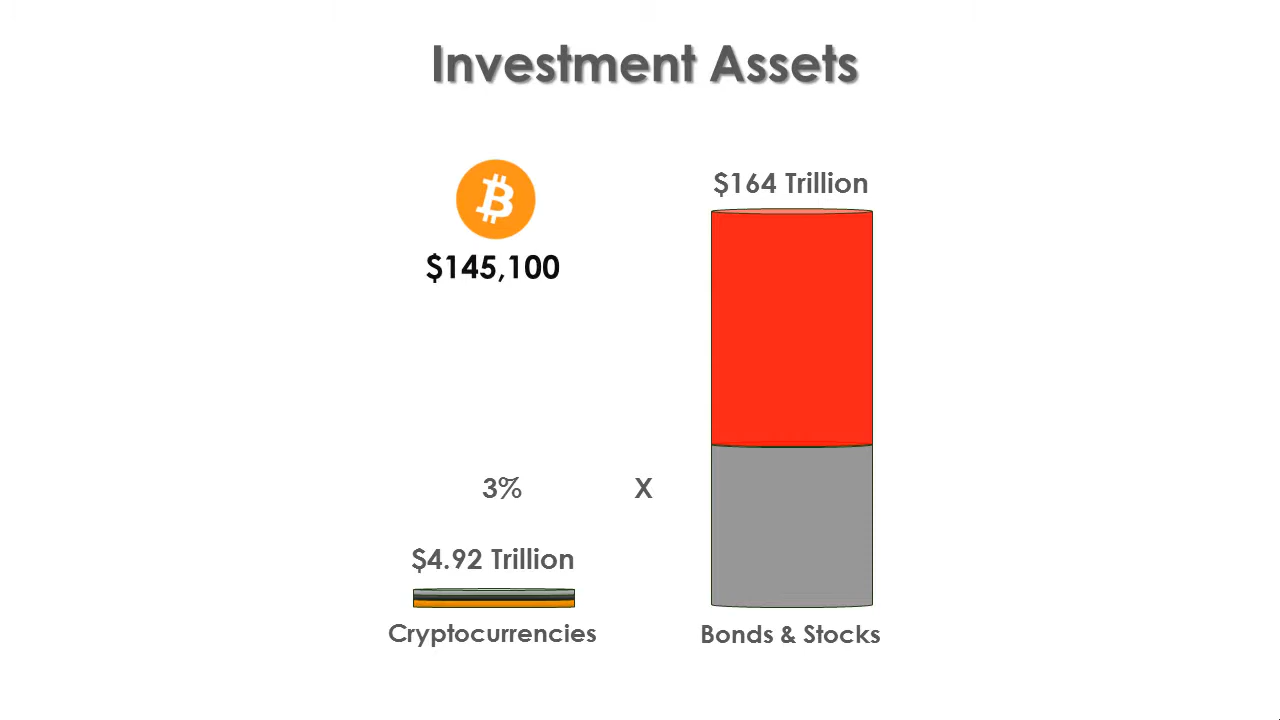 Investment Assets
₿
$145,100
$164 Trillion
3% X
$4.92 Trillion
Cryptocurrencies
Bonds & Stocks